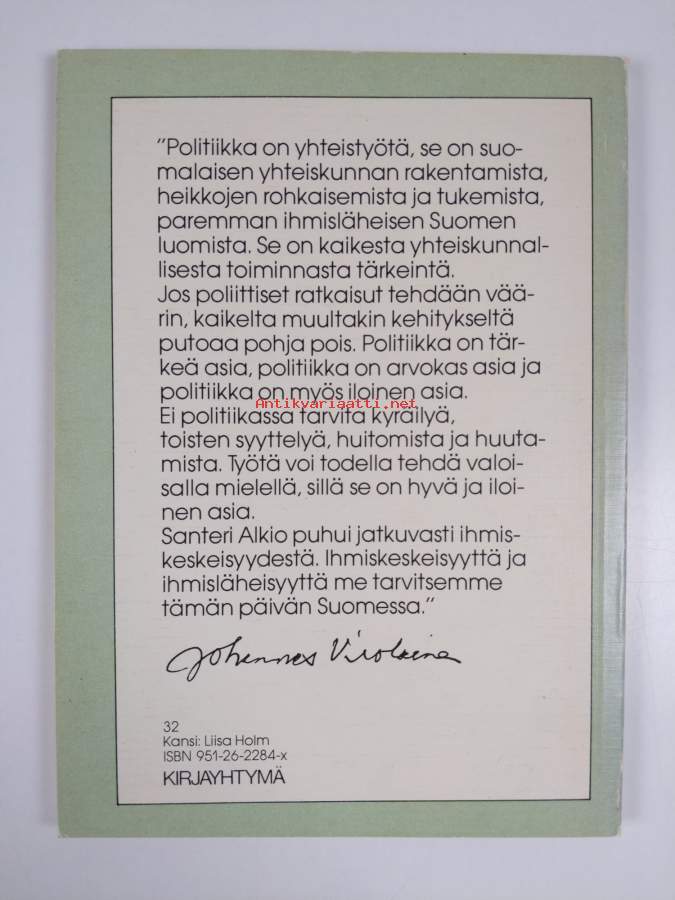 "Politiikka on yhteistyötä, se on suo-
malaisen yhteiskunnan rakentamista,
heikkojen rohkaisemista ja tukemista,
paremman ihmisläheisen Suomen
luomista. Se on kaikesta yhteiskunnal-
lisesta toiminnasta tärkeintä.
Jos poliittiset ratkaisut tehdään vää-
rin, kaikelta muultakin kehitykseltä
putoaa pohja pois. Politiikka on tär-
keä asia, politiikka on arvokas asia ja
politiikka on myös iloinen asia.
Antikvariaatti.net
Ei politiikassa tarvita kyräilyä,
toisten syyttelyä, huitomista ja huuta-
mista. Työtä voi todella tehdä valoi-
salla mielellä, sillä se on hyvä ja iloi-
nen asia.
Santeri Alkio puhui jatkuvasti ihmis-
keskeisyydestä. Ihmiskeskeisyyttä ja
ihmisläheisyyttä me tarvitsemme
tämän päivän Suomessa."
Johannes Virolainen
32
Kansi: Liisa Holm
ISBN 951-26-2284-x
KIRJAYHTYMÄ